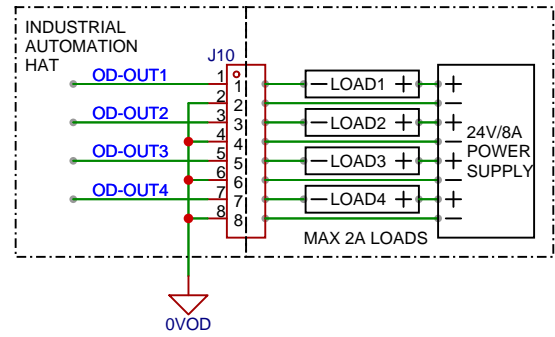 INDUSTRIAL
AUTOMATION
HAT
J10
OD-OUT1
1 1
2 2
OD-OUT2
3 3
4 4
OD-OUT3
5 5
6 6
OD-OUT4
7 7
8 8
− LOAD1 + +
−
− LOAD2 + +
−
− LOAD3 + +
−
− LOAD4 + +
−
24V/8A
POWER
SUPPLY
MAX 2A LOADS
0VOD